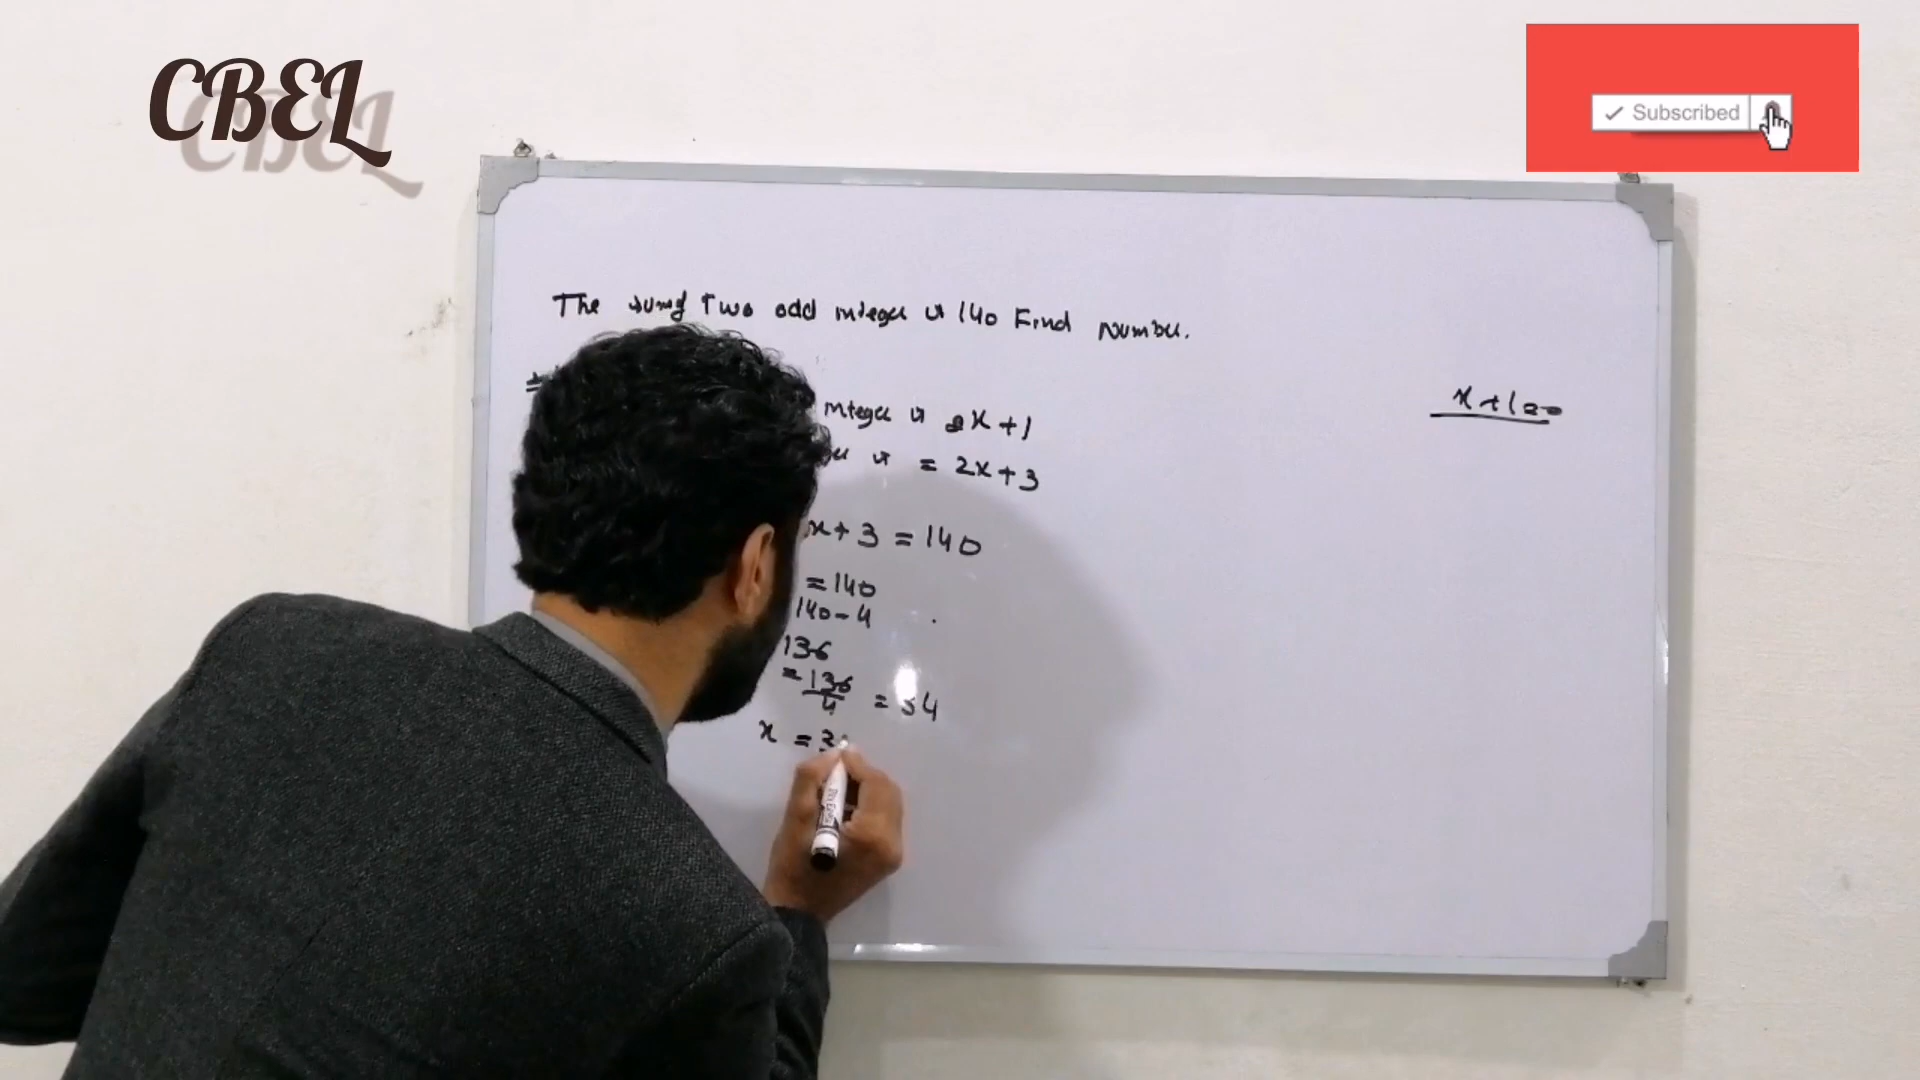 CBEL
Subscribed
The sum of Two odd integer is 140 Find Number.
x+100
integer is 2x+1
is = 2x+3
x+3 =140
=140
140-4
136
=136/4 = 34
x =3